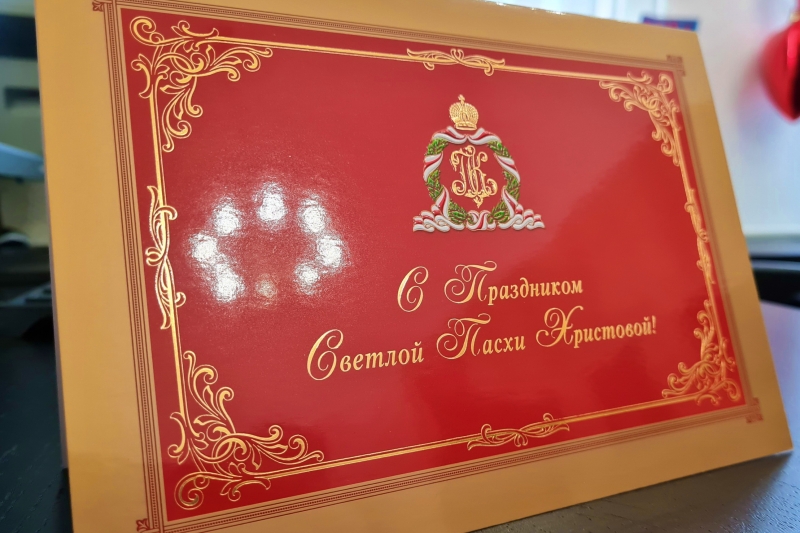 С Праздником
Светлой Пасхи Христовой!